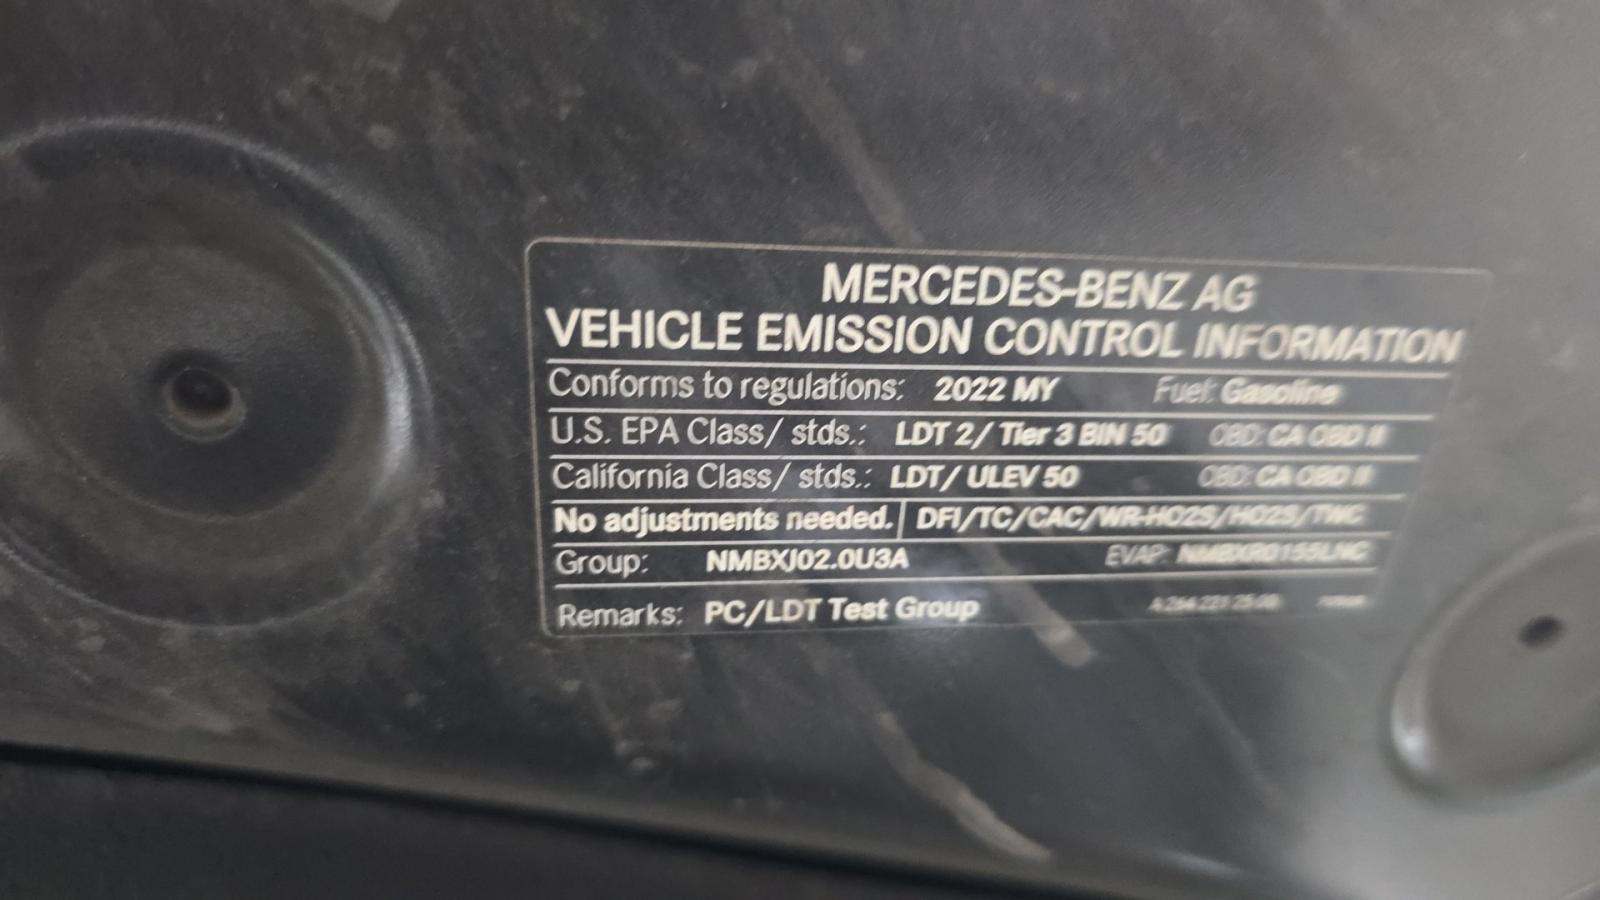 MERCEDES-BENZ AG
VEHICLE EMISSION CONTROL INFORMATION
Conforms to regulations: 2022 MY Fuel: Gasoline
U.S. EPA Class/ stds.: LDT 2/ Tier 3 BIN 50 OBD: CA OBD II
California Class/ stds.: LDT/ ULEV 50 OBD: CA OBD II
No adjustments needed. DFI/TC/CAC/WR-HO2S/HO2S/TWC
Group: NMBXJ02.0U3A EVAP: NMBXR0155LNC
Remarks: PC/LDT Test Group